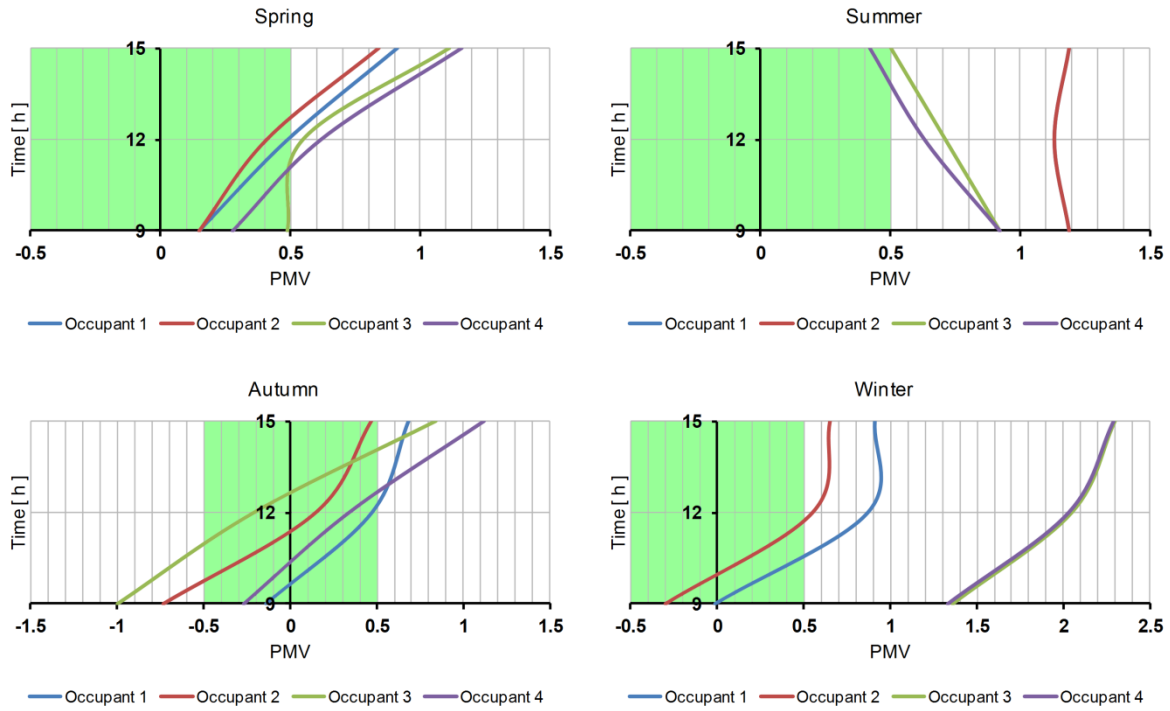 Spring
15
12
9
Time [ h ]
-0.5 0 0.5 1 1.5
PMV
Occupant 1 Occupant 2 Occupant 3 Occupant 4
Summer
15
12
9
Time [ h ]
-0.5 0 0.5 1 1.5
PMV
Occupant 1 Occupant 2 Occupant 3 Occupant 4
Autumn
15
12
9
Time [ h ]
-1.5 -1 -0.5 0 0.5 1 1.5
PMV
Occupant 1 Occupant 2 Occupant 3 Occupant 4
Winter
15
12
9
Time [ h ]
-0.5 0 0.5 1 1.5 2 2.5
PMV
Occupant 1 Occupant 2 Occupant 3 Occupant 4